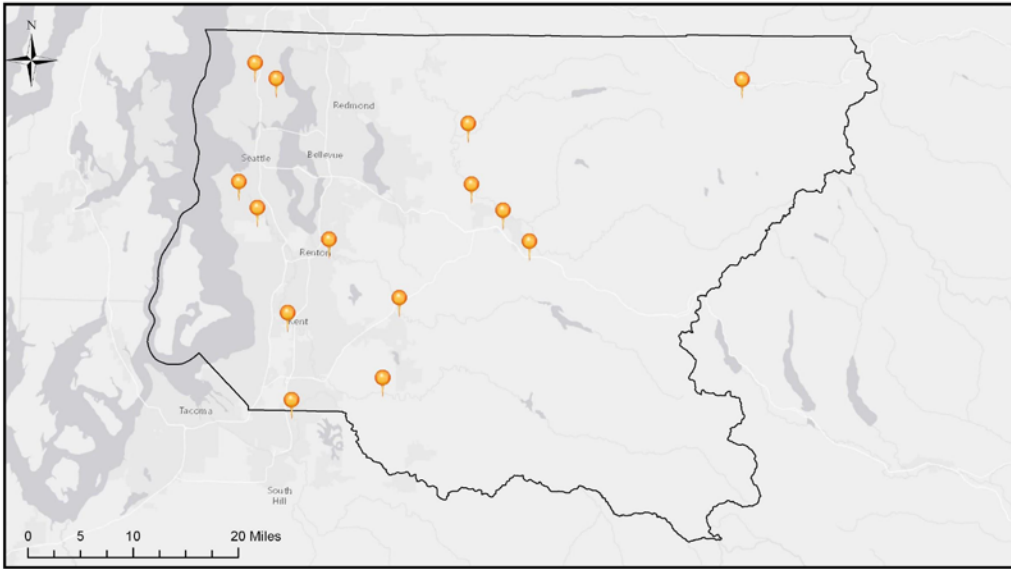 N
Redmond
Seattle
Bellevue
Renton
Kent
Tacoma
South
Hill
0 5 10 20 Miles